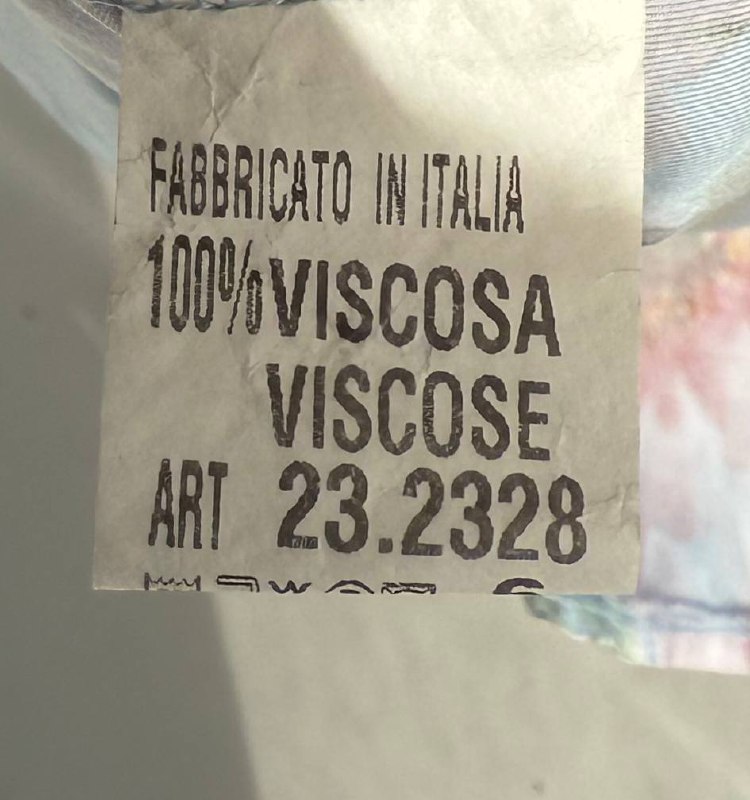 FABBRICATO IN ITALIA
100% VISCOSA
VISCOSE
ART 23.2328